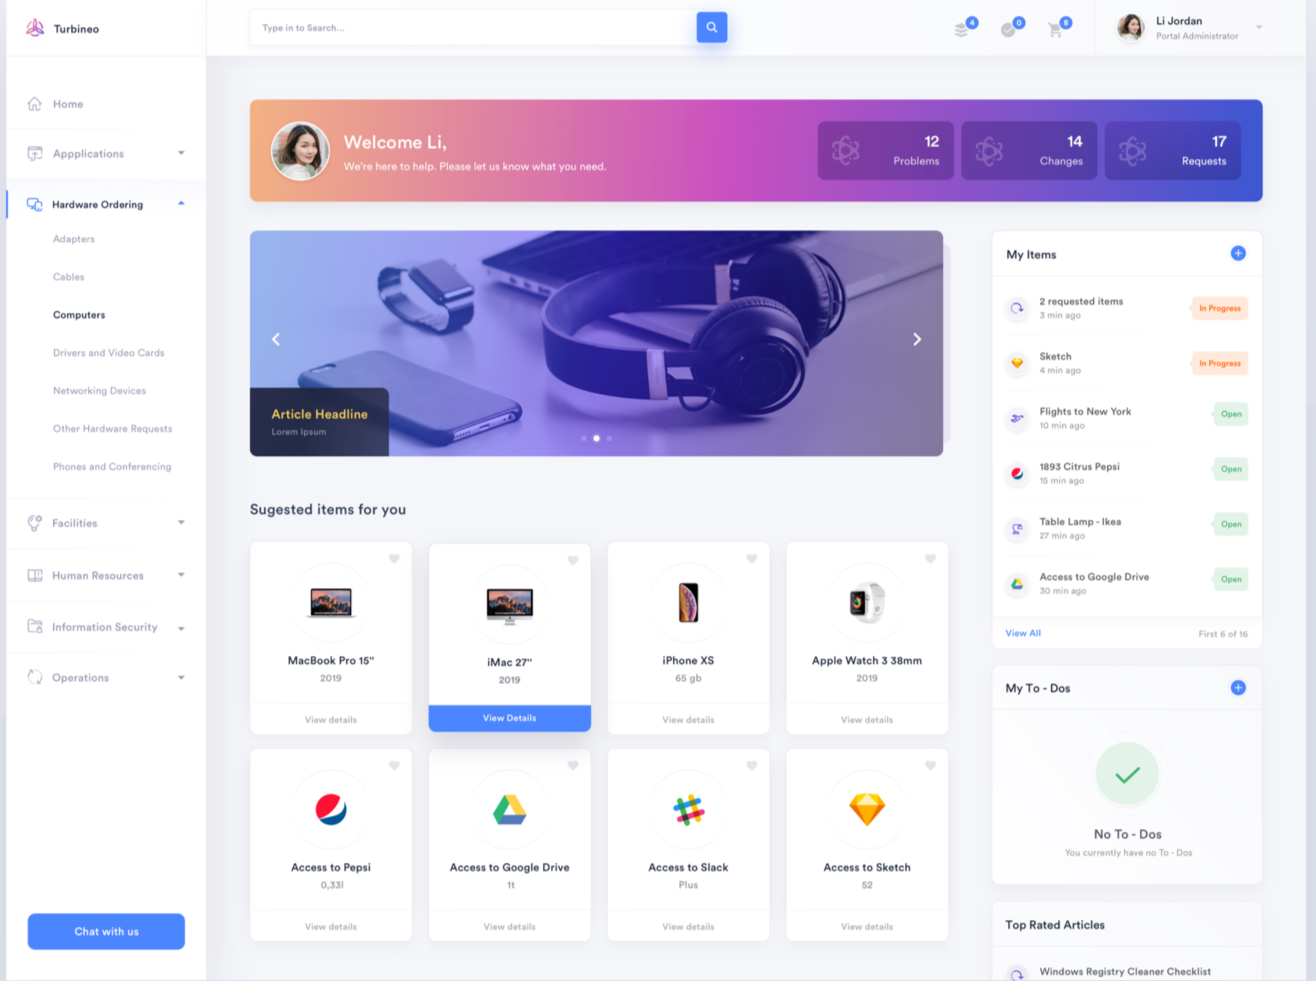 Turbineo
Type in to Search...
4
0
8
Li Jordan
Portal Administrator
Home
Appplications
Hardware Ordering
Adapters
Cables
Computers
Drivers and Video Cards
Networking Devices
Other Hardware Requests
Phones and Conferencing
Facilities
Human Resources
Information Security
Operations
Chat with us
Welcome Li,
We're here to help. Please let us know what you need.
12
Problems
14
Changes
17
Requests
Article Headline
Lorem Ipsum
Sugested items for you
MacBook Pro 15"
2019
View details
iMac 27"
2019
View Details
iPhone XS
65 gb
View details
Apple Watch 3 38mm
2019
View details
Access to Pepsi
0,33l
View details
Access to Google Drive
1t
View details
Access to Slack
Plus
View details
Access to Sketch
52
View details
My Items
2 requested items
3 min ago
In Progress
Sketch
4 min ago
In Progress
Flights to New York
10 min ago
Open
1893 Citrus Pepsi
15 min ago
Open
Table Lamp - Ikea
27 min ago
Open
Access to Google Drive
30 min ago
Open
View All
First 6 of 16
My To - Dos
No To - Dos
You currently have no To - Dos
Top Rated Articles
Windows Registry Cleaner Checklist